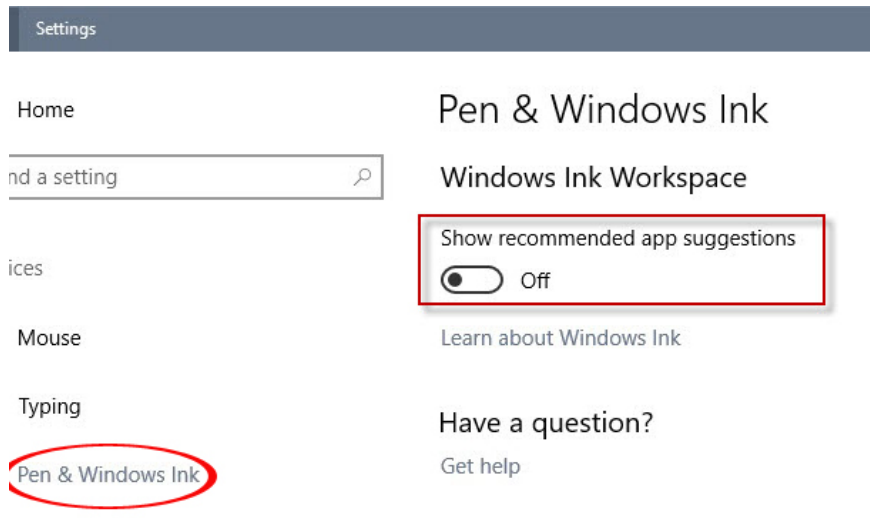 Settings
Home
nd a setting
ices
Mouse
Typing
Pen & Windows Ink
Pen & Windows Ink
Windows Ink Workspace
Show recommended app suggestions
Off
Learn about Windows Ink
Have a question?
Get help